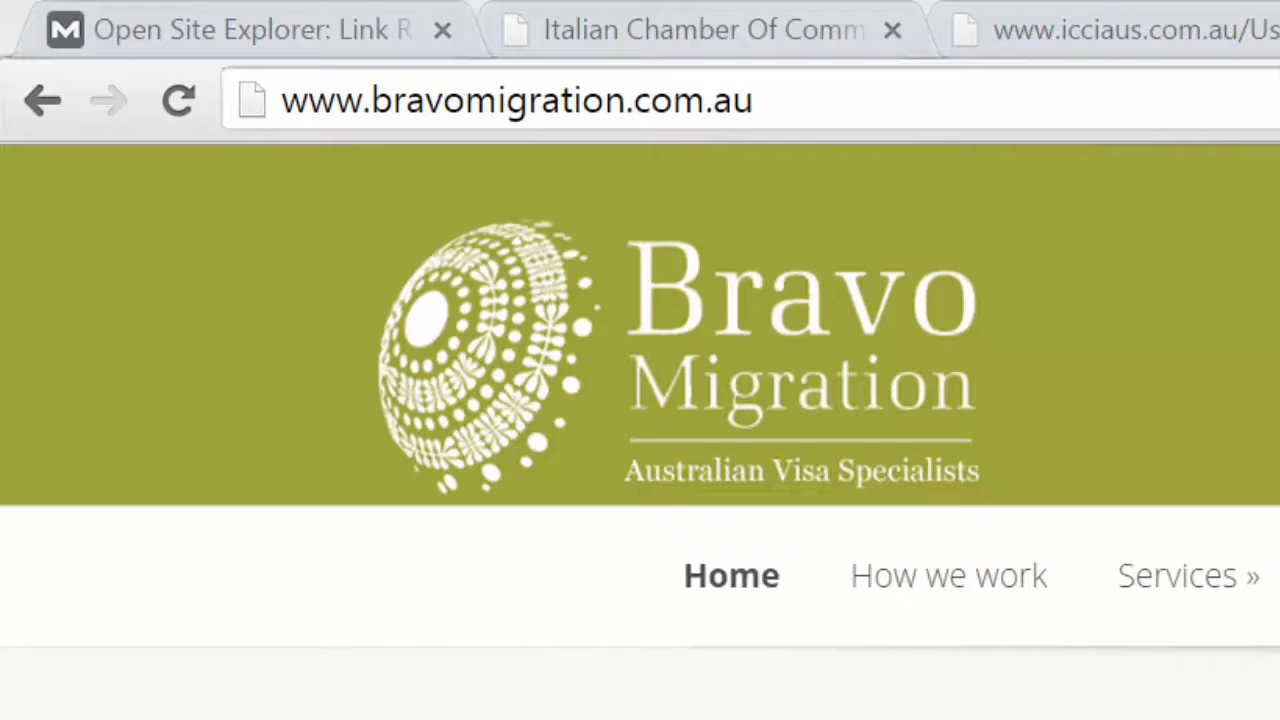 Open Site Explorer: Link R
Italian Chamber Of Comm
www.icciaus.com.au/Us
www.bravomigration.com.au
Bravo
Migration
Australian Visa Specialists
Home
How we work
Services »